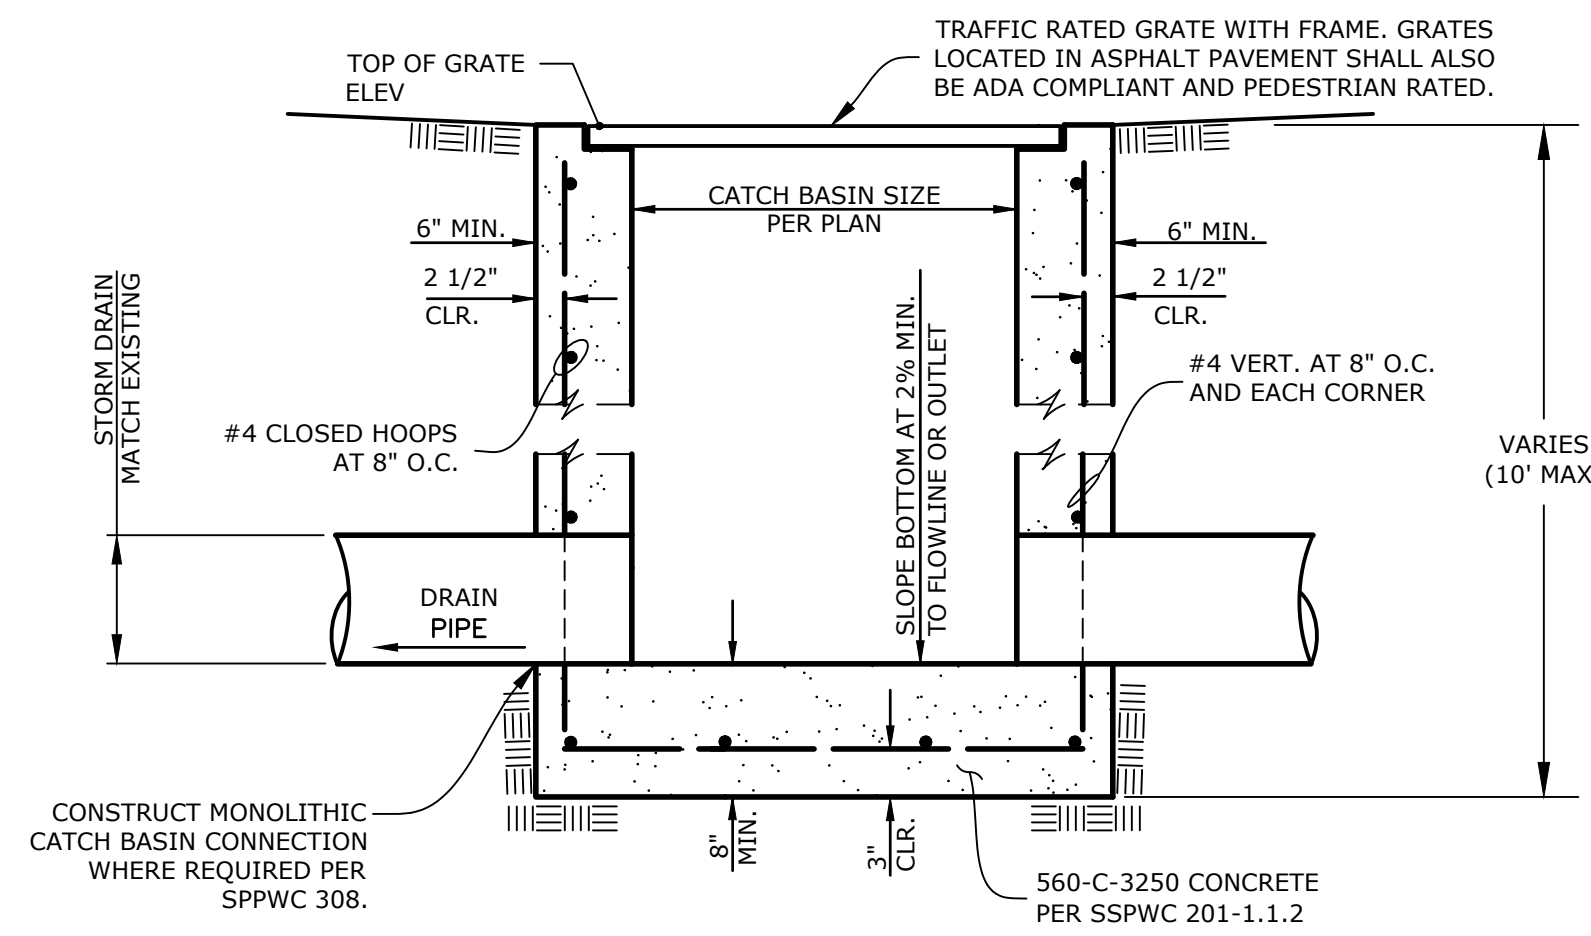 TRAFFIC RATED GRATE WITH FRAME. GRATES
LOCATED IN ASPHALT PAVEMENT SHALL ALSO
BE ADA COMPLIANT AND PEDESTRIAN RATED.
TOP OF GRATE
ELEV
CATCH BASIN SIZE
PER PLAN
6" MIN.
6" MIN.
2 1/2"
CLR.
2 1/2"
CLR.
STORM DRAIN
MATCH EXISTING
SLOPE BOTTOM AT 2% MIN.
TO FLOWLINE OR OUTLET
#4 VERT. AT 8" O.C.
AND EACH CORNER
#4 CLOSED HOOPS
AT 8" O.C.
VARIES
(10' MAX
DRAIN
PIPE
CONSTRUCT MONOLITHIC
CATCH BASIN CONNECTION
WHERE REQUIRED PER
SPPWC 308.
8"
MIN.
3"
CLR.
560-C-3250 CONCRETE
PER SSPWC 201-1.1.2